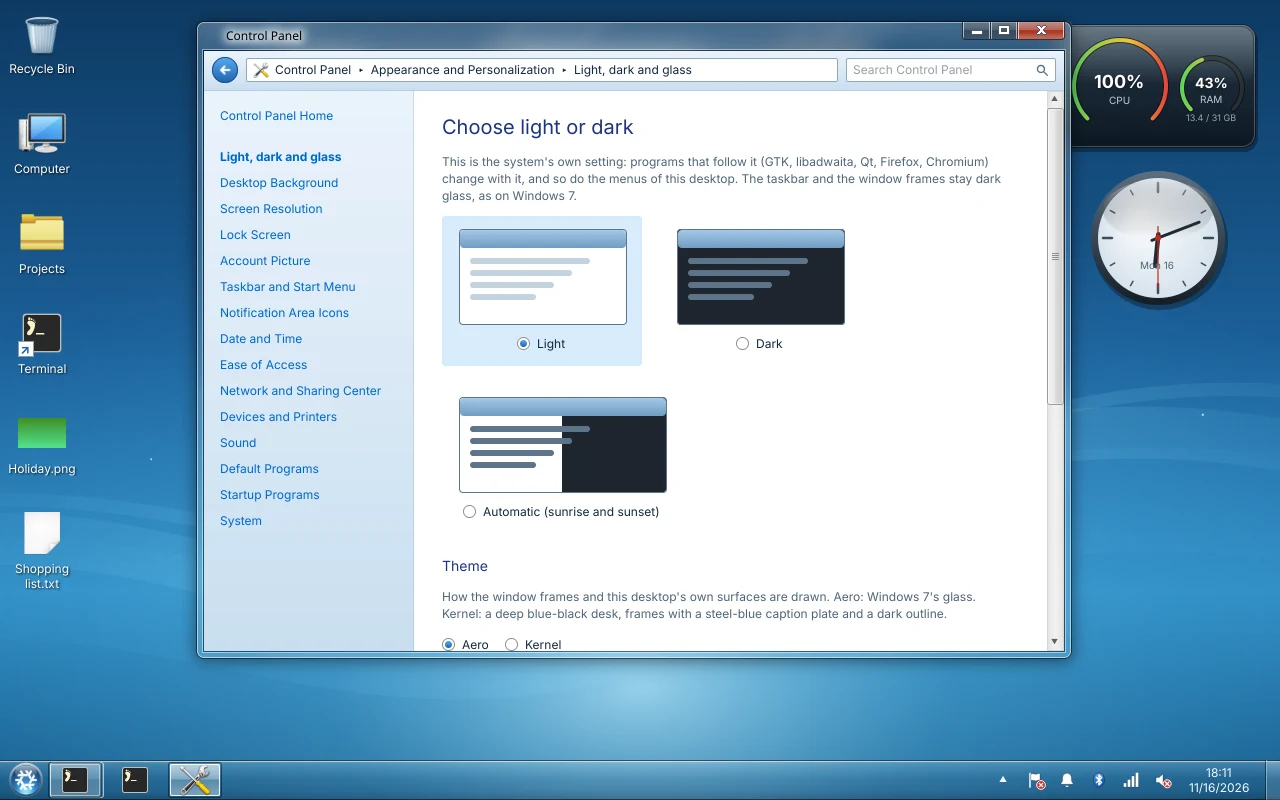 Recycle Bin
Computer
Projects
Terminal
Holiday.png
Shopping
list.txt
Control Panel
Control Panel ▸ Appearance and Personalization ▸ Light, dark and glass
Search Control Panel
Control Panel Home
Light, dark and glass
Desktop Background
Screen Resolution
Lock Screen
Account Picture
Taskbar and Start Menu
Notification Area Icons
Date and Time
Ease of Access
Network and Sharing Center
Devices and Printers
Sound
Default Programs
Startup Programs
System
Choose light or dark
This is the system's own setting: programs that follow it (GTK, libadwaita, Qt, Firefox, Chromium)
change with it, and so do the menus of this desktop. The taskbar and the window frames stay dark
glass, as on Windows 7.
Light
Dark
Automatic (sunrise and sunset)
Theme
How the window frames and this desktop's own surfaces are drawn. Aero: Windows 7's glass.
Kernel: a deep blue-black desk, frames with a steel-blue caption plate and a dark outline.
Aero
Kernel
100%
CPU
43%
RAM
13.4 / 31 GB
Mon 16
18:11
11/16/2026